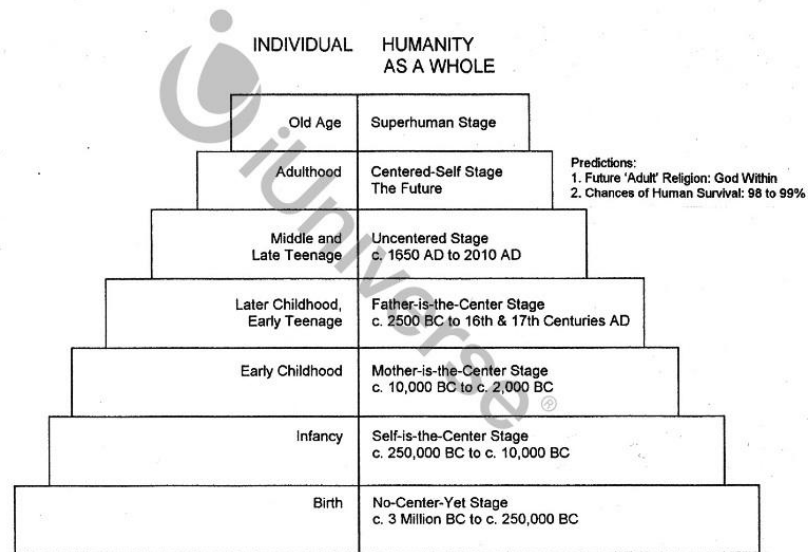 INDIVIDUAL HUMANITY
AS A WHOLE
Old Age Superhuman Stage
Adulthood Centered-Self Stage
The Future
Predictions:
1. Future 'Adult' Religion: God Within
2. Chances of Human Survival: 98 to 99%
Middle and Uncentered Stage
Late Teenage c. 1650 AD to 2010 AD
Later Childhood, Father-is-the-Center Stage
Early Teenage c. 2500 BC to 16th & 17th Centuries AD
Early Childhood Mother-is-the-Center Stage
c. 10,000 BC to c. 2,000 BC
Infancy Self-is-the-Center Stage
c. 250,000 BC to c. 10,000 BC
Birth No-Center-Yet Stage
c. 3 Million BC to c. 250,000 BC
iUniverse®